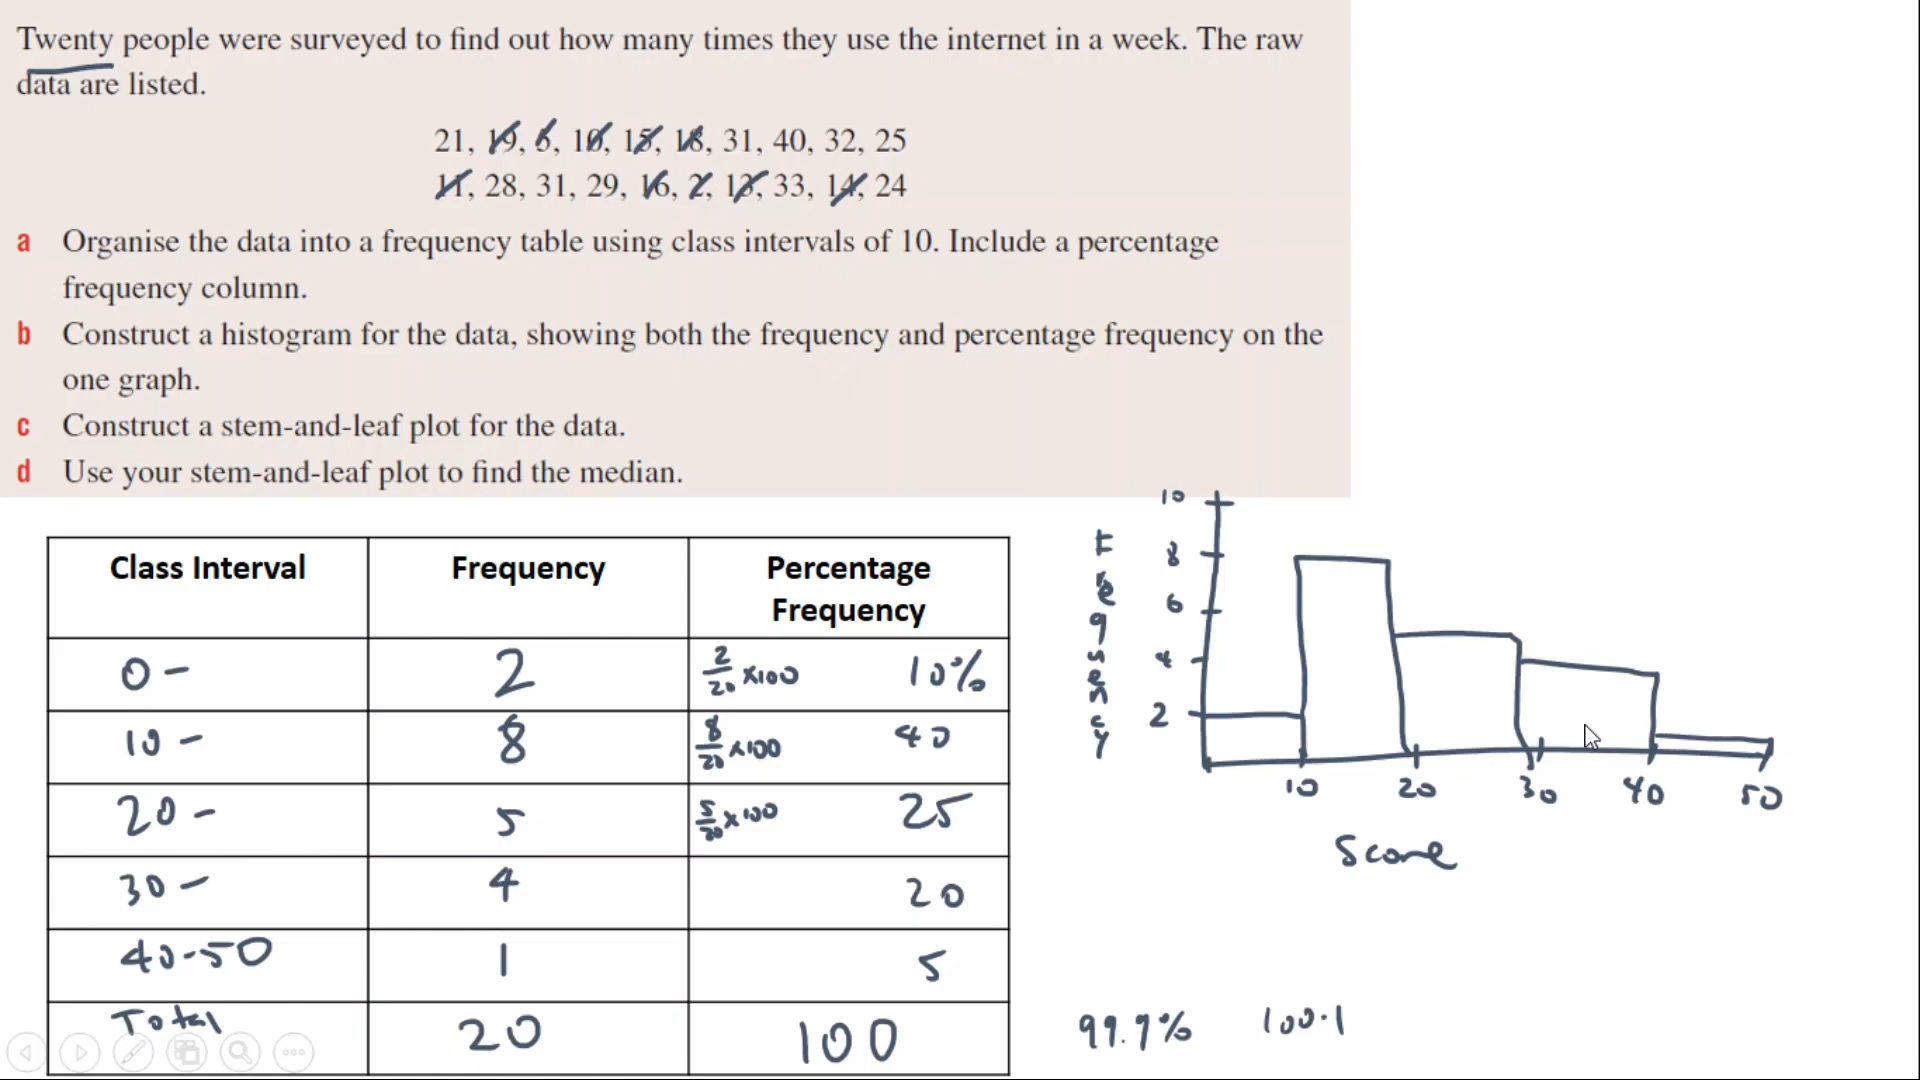 Twenty people were surveyed to find out how many times they use the internet in a week. The raw
data are listed.
21, 19, 6, 10, 15, 18, 31, 40, 32, 25
11, 28, 31, 29, 16, 2, 13, 33, 14, 24
a Organise the data into a frequency table using class intervals of 10. Include a percentage
frequency column.
b Construct a histogram for the data, showing both the frequency and percentage frequency on the
one graph.
c Construct a stem-and-leaf plot for the data.
d Use your stem-and-leaf plot to find the median.
Class Interval Frequency Percentage Frequency
0 – 2 2/20 ×100 10%
10 – 8 8/20 ×100 40
20 – 5 5/20 ×100 25
30 – 4 20
40-50 1 5
Total 20 100
Frequency
10
8
6
4
2
10 20 30 40 50
Score
99.9% 100.1